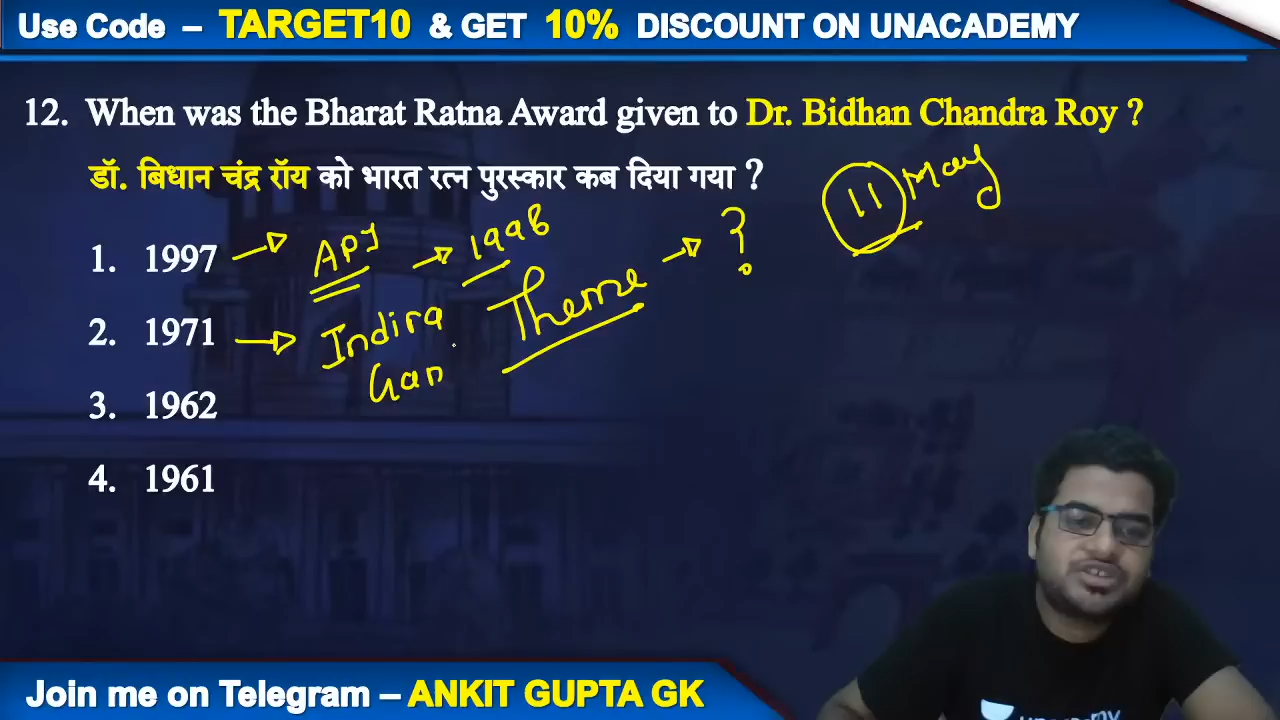 Use Code – TARGET10 & GET 10% DISCOUNT ON UNACADEMY
12. When was the Bharat Ratna Award given to Dr. Bidhan Chandra Roy ?
डॉ. बिधान चंद्र रॉय को भारत रत्न पुरस्कार कब दिया गया ?
11 May
1. 1997 → APJ → 1998
Theme → ?
2. 1971 → Indira
Gan
3. 1962
4. 1961
Join me on Telegram – ANKIT GUPTA GK